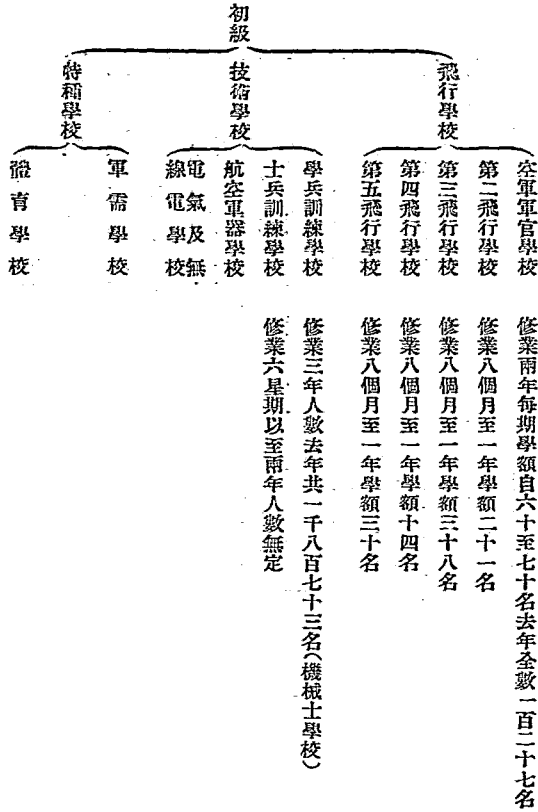 初級
飛行學校
空軍軍官學校　修業兩年每期學額自六十至七十名去年全數一百二十七名
第二飛行學校　修業八個月至一年學額二十一名
第三飛行學校　修業八個月至一年學額三十八名
第四飛行學校　修業八個月至一年學額十四名
第五飛行學校　修業八個月至一年學額三十名
技術學校
學兵訓練學校　修業三年人數去年共一千八百七十三名（機械士學校）
士兵訓練學校　修業六星期以至兩年人數無定
航空軍器學校
電氣及無
線電學校
特種學校
軍需學校
體育學校